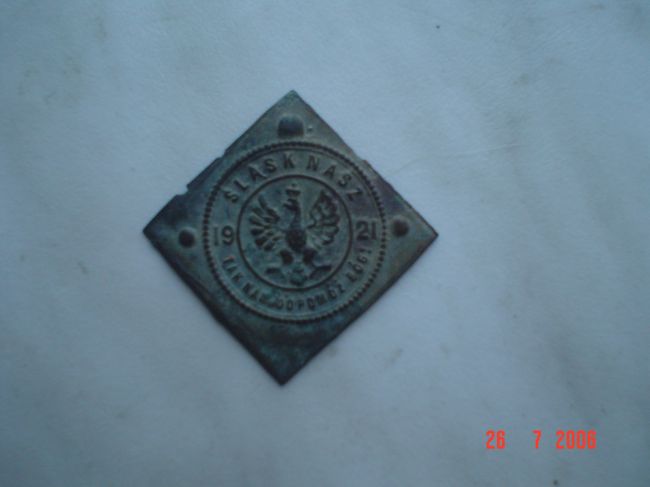 ŚLĄSK NASZ
19 21
TAK NAM DOPOMÓŻ BÓG!
26 7 2006